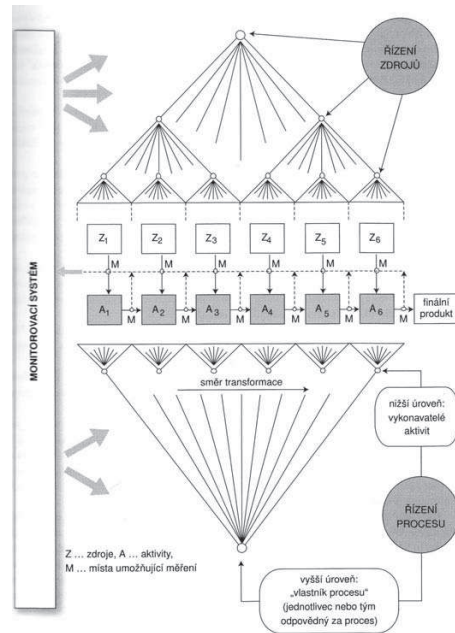 MONITOROVACÍ SYSTÉM
ŘÍZENÍ
ZDROJŮ
Z1 Z2 Z3 Z4 Z5 Z6
M M M M M M
A1 A2 A3 A4 A5 A6
M M M M M M
finální
produkt
směr transformace
nižší úroveň:
vykonavatelé
aktivit
ŘÍZENÍ
PROCESU
Z ... zdroje, A ... aktivity,
M ... místa umožňující měření
vyšší úroveň:
„vlastník procesu"
(jednotlivec nebo tým
odpovědný za proces)